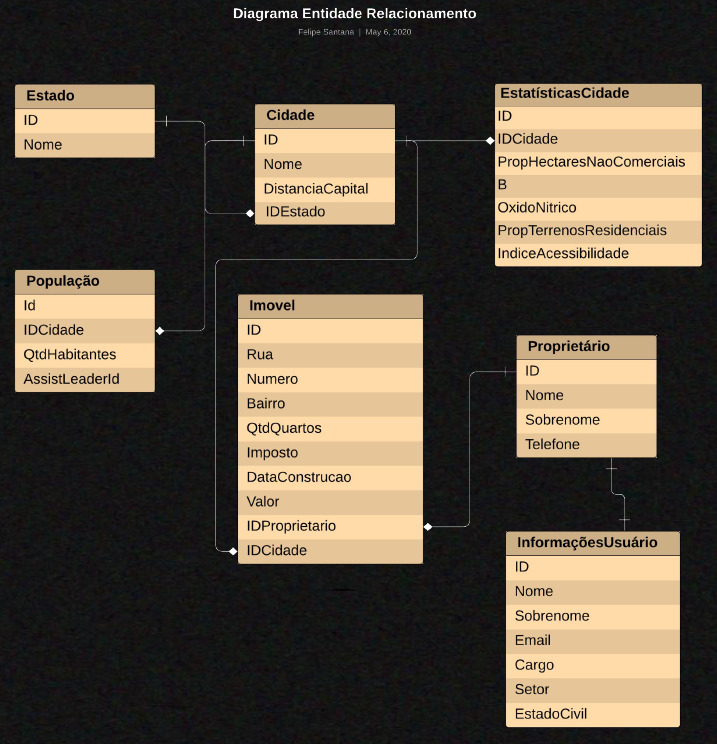 Diagrama Entidade Relacionamento
Felipe Santana | May 6, 2020
Estado
ID
Nome
Cidade
ID
Nome
DistanciaCapital
IDEstado
EstatísticasCidade
ID
IDCidade
PropHectaresNaoComerciais
B
OxidoNitrico
PropTerrenosResidenciais
IndiceAcessibilidade
População
Id
IDCidade
QtdHabitantes
AssistLeaderId
Imovel
ID
Rua
Numero
Bairro
QtdQuartos
Imposto
DataConstrucao
Valor
IDProprietario
IDCidade
Proprietário
ID
Nome
Sobrenome
Telefone
InformaçõesUsuário
ID
Nome
Sobrenome
Email
Cargo
Setor
EstadoCivil